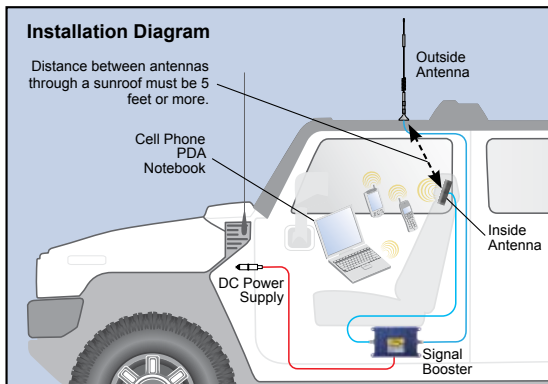 Installation Diagram
Distance between antennas
through a sunroof must be 5
feet or more.
Outside
Antenna
Cell Phone
PDA
Notebook
Inside
Antenna
DC Power
Supply
Signal
Booster